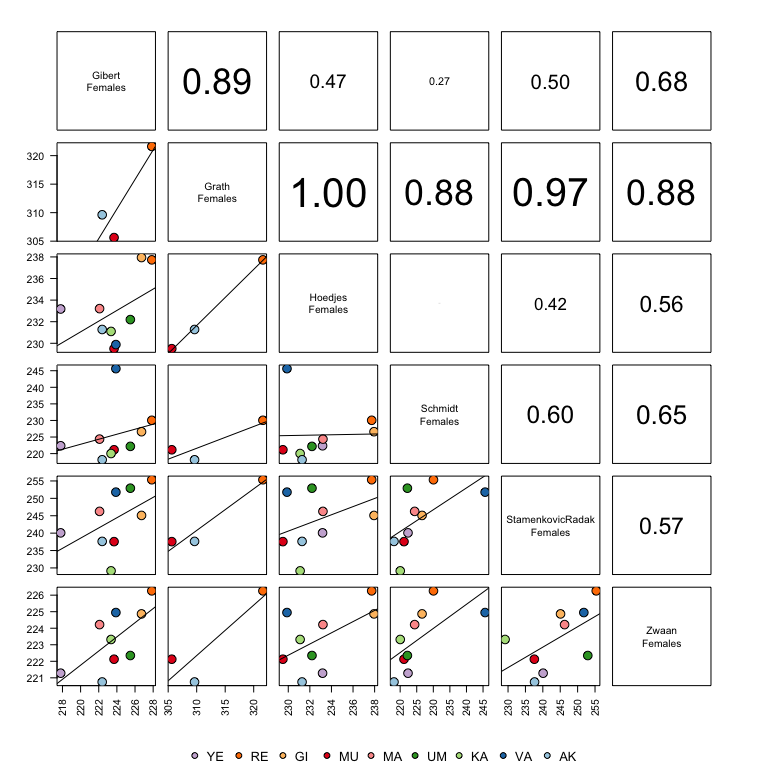 Gibert
Females
0.89
0.47
0.27
0.50
0.68
320
315
310
305
Grath
Females
1.00
0.88
0.97
0.88
238
236
234
232
230
Hoedjes
Females
0.42
0.56
245
240
235
230
225
220
Schmidt
Females
0.60
0.65
255
250
245
240
235
230
StamenkovicRadak
Females
0.57
226
225
224
223
222
221
Zwaan
Females
218 220 222 224 226 228
305 310 315 320
230 232 234 236 238
220 225 230 235 240 245
230 235 240 245 250 255
YE RE GI MU MA UM KA VA AK